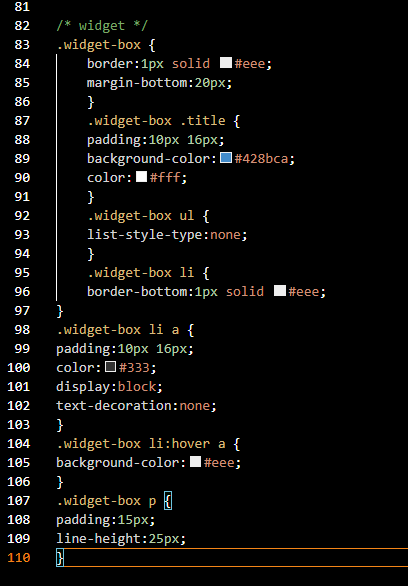 81
82 /* widget */
83 .widget-box {
84 border:1px solid #eee;
85 margin-bottom:20px;
86 }
87 .widget-box .title {
88 padding:10px 16px;
89 background-color:#428bca;
90 color:#fff;
91 }
92 .widget-box ul {
93 list-style-type:none;
94 }
95 .widget-box li {
96 border-bottom:1px solid #eee;
97 }
98 .widget-box li a {
99 padding:10px 16px;
100 color:#333;
101 display:block;
102 text-decoration:none;
103 }
104 .widget-box li:hover a {
105 background-color:#eee;
106 }
107 .widget-box p {
108 padding:15px;
109 line-height:25px;
110 }